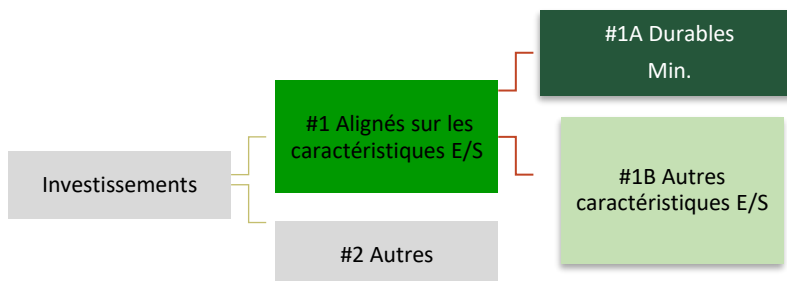 Investissements
#1 Alignés sur les
caractéristiques E/S
#2 Autres
#1A Durables
Min.
#1B Autres
caractéristiques E/S